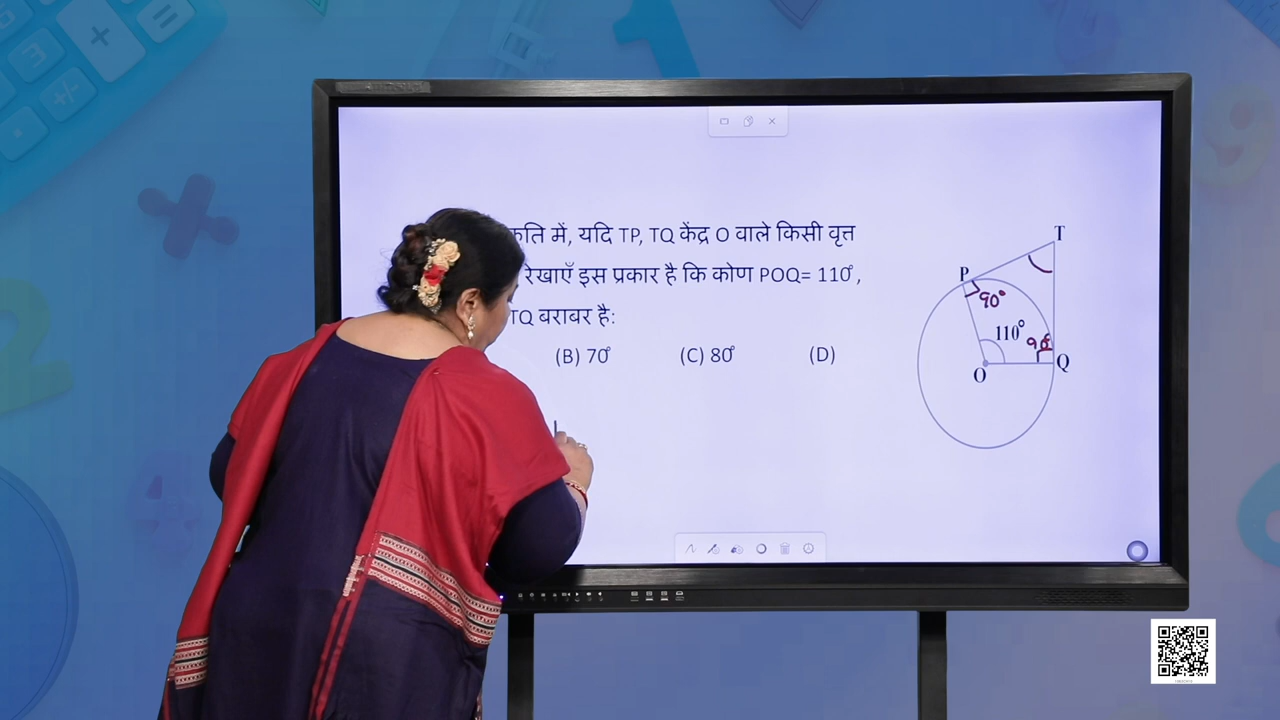 में, यदि TP, TQ केंद्र O वाले किसी वृत्त
रेखाएँ इस प्रकार है कि कोण POQ= 110°,
TQ बराबर है:
(B) 70° (C) 80° (D)
T
P
90°
110°
90°
O
Q